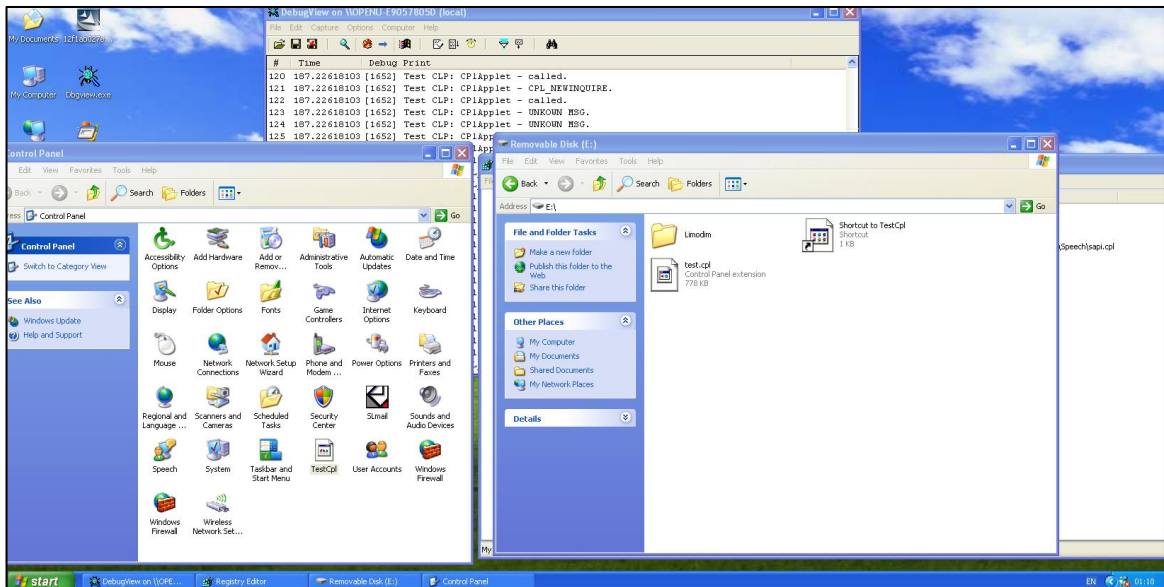 My Documents
12f1ab027a...
My Computer
Dbgview.exe
DebugView on \\OPENU-E9057805D (local)
File Edit Capture Options Computer Help
# Time Debug Print
120 187.22618103 [1652] Test CLP: CPlApplet - called.
121 187.22618103 [1652] Test CLP: CPlApplet - CPL_NEWINQUIRE.
122 187.22618103 [1652] Test CLP: CPlApplet - called.
123 187.22618103 [1652] Test CLP: CPlApplet - UNKOWN MSG.
124 187.22618103 [1652] Test CLP: CPlApplet - UNKOWN MSG.
125 187.22618103 [1652] Test CLP: CPlApplet
Control Panel
Edit View Favorites Tools Help
Back Search Folders
Control Panel
Go
Control Panel
Switch to Category View
See Also
Windows Update
Help and Support
Accessibility Options
Add Hardware
Add or Remov...
Administrative Tools
Automatic Updates
Date and Time
Display
Folder Options
Fonts
Game Controllers
Internet Options
Keyboard
Mouse
Network Connections
Network Setup Wizard
Phone and Modem ...
Power Options
Printers and Faxes
Regional and Language ...
Scanners and Cameras
Scheduled Tasks
Security Center
SLmail
Sounds and Audio Devices
Speech
System
Taskbar and Start Menu
TestCpl
User Accounts
Windows Firewall
Windows Firewall
Wireless Network Set...
Removable Disk (E:)
File Edit View Favorites Tools Help
Back Search Folders
Address E:\
Go
File and Folder Tasks
Make a new folder
Publish this folder to the Web
Share this folder
Other Places
My Computer
My Documents
Shared Documents
My Network Places
Details
Limodim
Shortcut to TestCpl
Shortcut
1 KB
test.cpl
Control Panel extension
778 KB
\Speech\sapi.cpl
My
start
DebugView on \\OPE...
Registry Editor
Removable Disk (E:)
Control Panel
EN
01:18